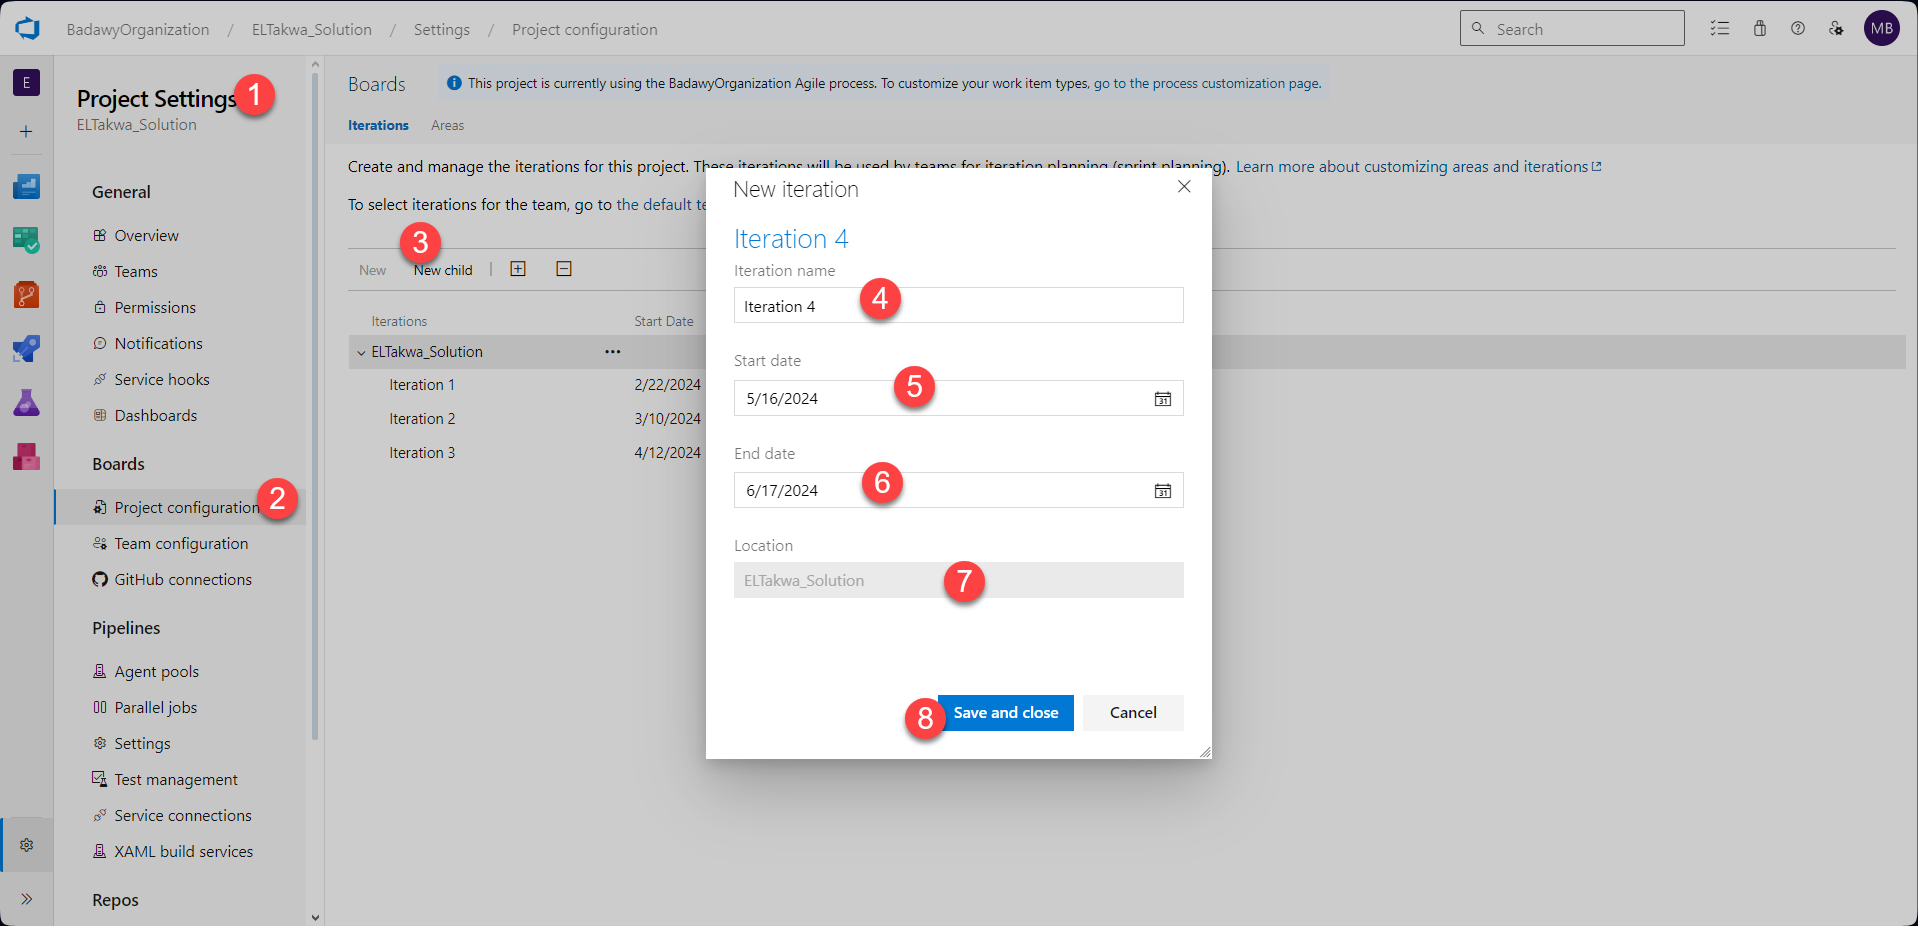 BadawyOrganization / ELTakwa_Solution / Settings / Project configuration
Search
MB
E
Project Settings 1
ELTakwa_Solution
General
Overview
Teams
Permissions
Notifications
Service hooks
Dashboards
Boards
Project configuration 2
Team configuration
GitHub connections
Pipelines
Agent pools
Parallel jobs
Settings
Test management
Service connections
XAML build services
Repos
Boards
This project is currently using the BadawyOrganization Agile process. To customize your work item types, go to the process customization page.
Iterations Areas
Create and manage the iterations for this project. These iterations will be used by teams for iteration planning (sprint planning). Learn more about customizing areas and iterations
To select iterations for the team, go to the default te
3
New New child
Iterations Start Date
ELTakwa_Solution
Iteration 1 2/22/2024
Iteration 2 3/10/2024
Iteration 3 4/12/2024
New iteration
Iteration 4
Iteration name
Iteration 4 4
Start date
5/16/2024 5
31
End date
6/17/2024 6
31
Location
ELTakwa_Solution 7
8 Save and close Cancel